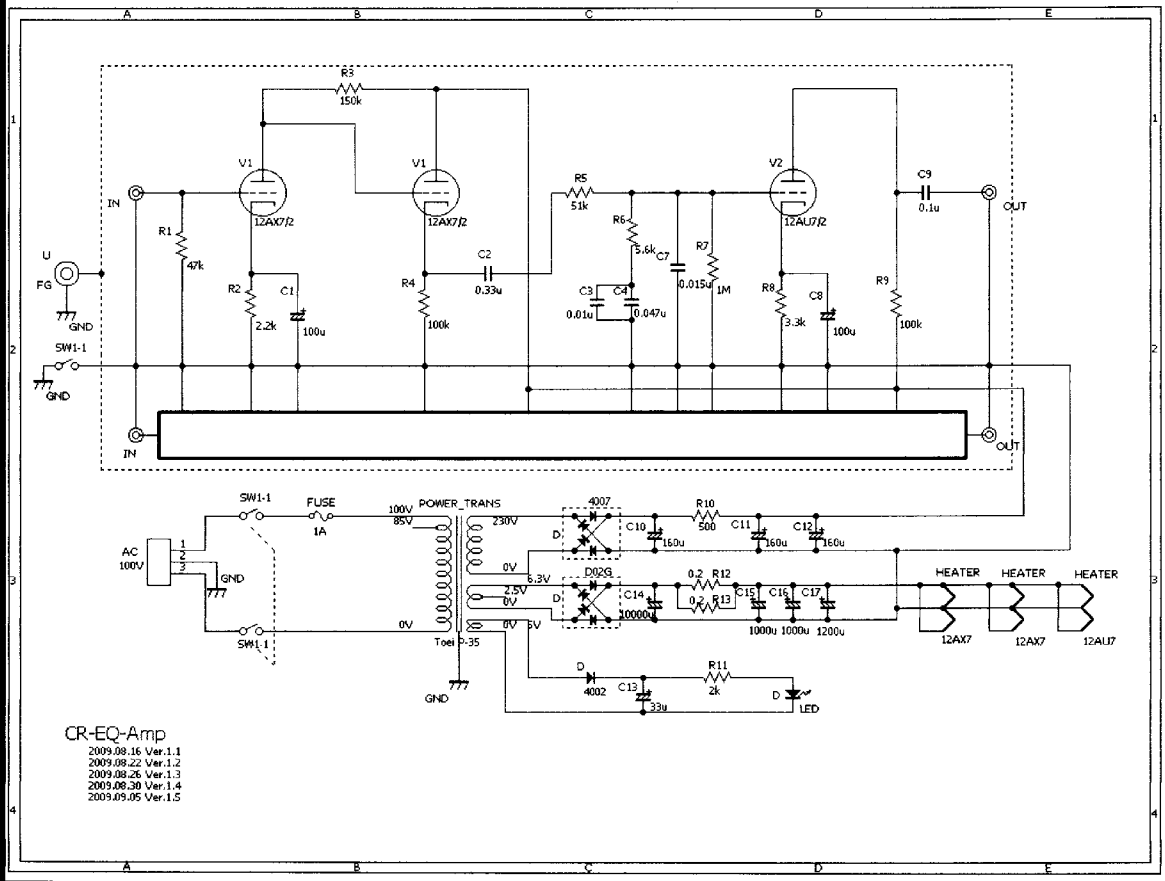 A B C D E
1 1
R3
150k
V1
12AX7/2
V1
12AX7/2
V2
12AU7/2
IN
R1
47k
R2
2.2k
C1
100u
R4
100k
C2
0.33u
R5
51k
R6
5.6k
C3
0.01u
C4
0.047u
C7
0.015u
R7
1M
R8
3.3k
C8
100u
R9
100k
C9
0.1u
OUT
U
FG
GND
2 2
SW1-1
GND
IN
OUT
SW1-1
FUSE
1A
AC
100V
1
2
3
GND
SW1-1
POWER_TRANS
100V
85V
0V
230V
0V
6.3V
2.5V
0V
0V
Toei P-35
GND
4007
D
C10
160u
R10
500
C11
160u
C12
160u
D02G
D
C14
10000u
0.2 R12
0.2 R13
C15
1000u
C16
1000u
C17
1200u
3 3
HEATER
12AX7
HEATER
12AX7
HEATER
12AU7
D
4002
C13
33u
R11
2k
D
LED
CR-EQ-Amp
2009.08.16 Ver.1.1
2009.08.22 Ver.1.2
2009.08.26 Ver.1.3
2009.08.30 Ver.1.4
2009.09.05 Ver.1.5
4 4
A B C D E